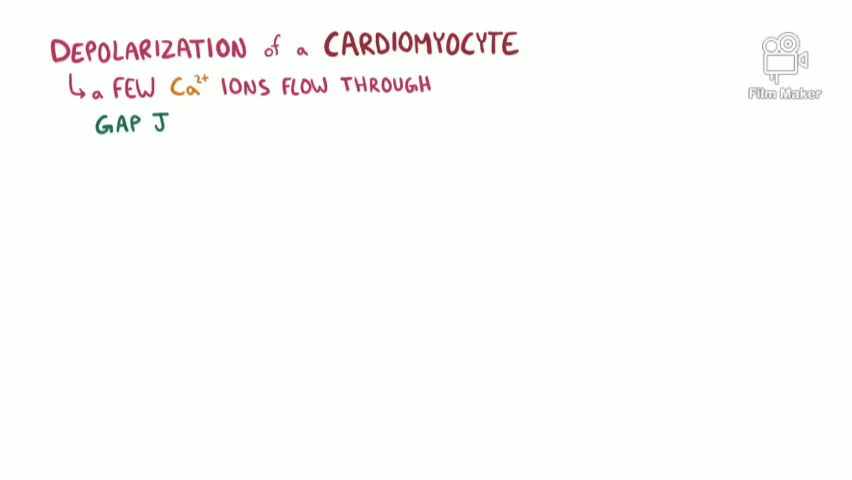 DEPOLARIZATION of a CARDIOMYOCYTE
↳ a FEW Ca²⁺ IONS FLOW THROUGH
GAP J
Film Maker